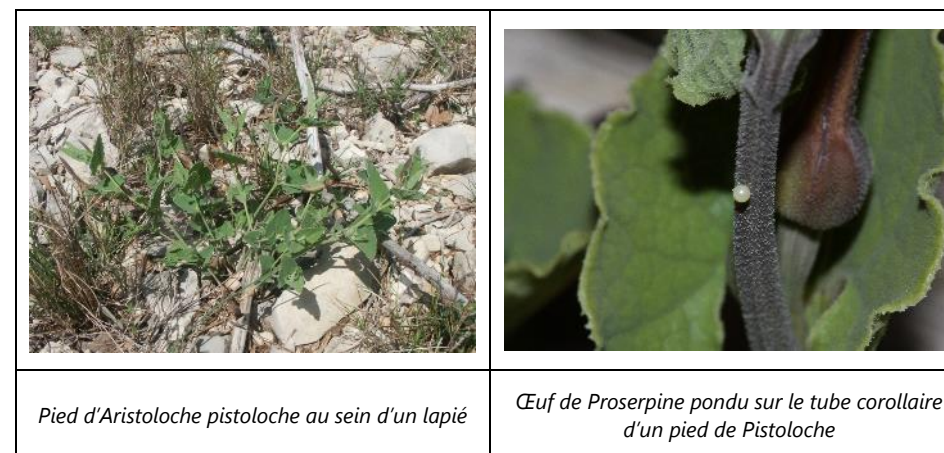 Pied d'Aristoloche pistoloche au sein d'un lapié
Œuf de Proserpine pondu sur le tube corollaire
d'un pied de Pistoloche